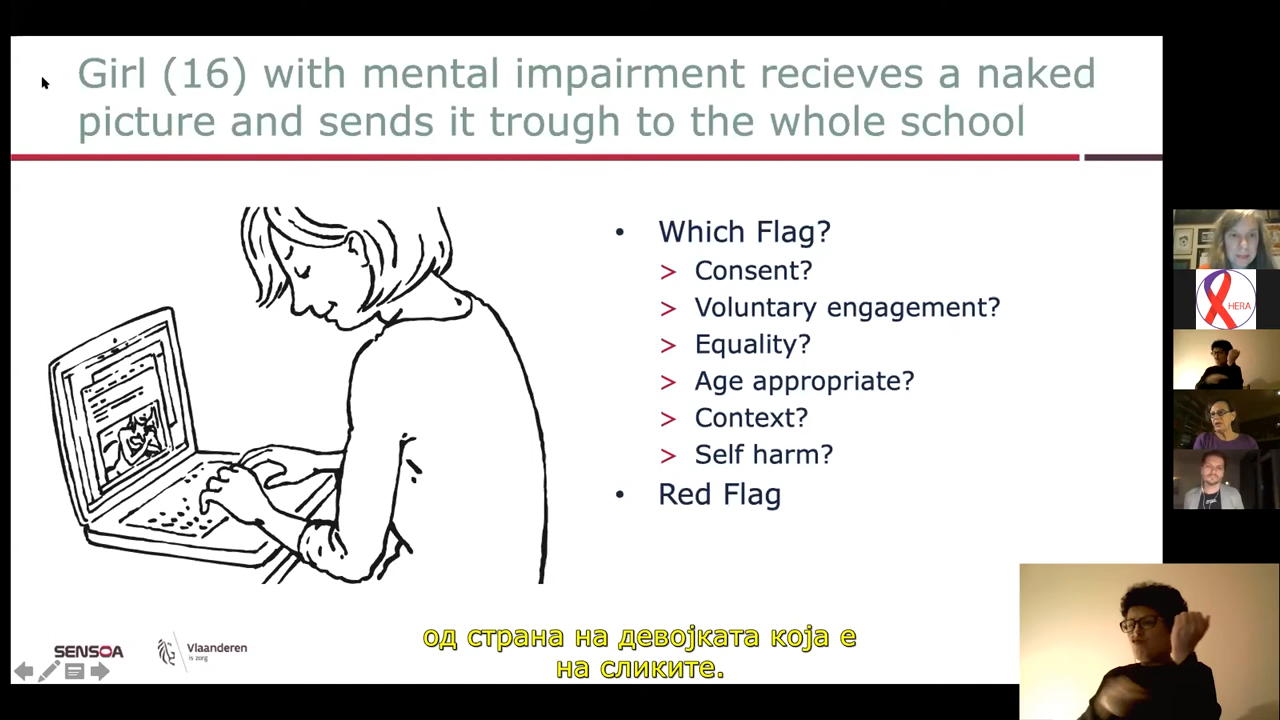 Girl (16) with mental impairment recieves a naked
picture and sends it trough to the whole school
• Which Flag?
> Consent?
> Voluntary engagement?
> Equality?
> Age appropriate?
> Context?
> Self harm?
• Red Flag
HERA
SENSOA
Vlaanderen
is zorg
од страна на девојката која е
на сликите.